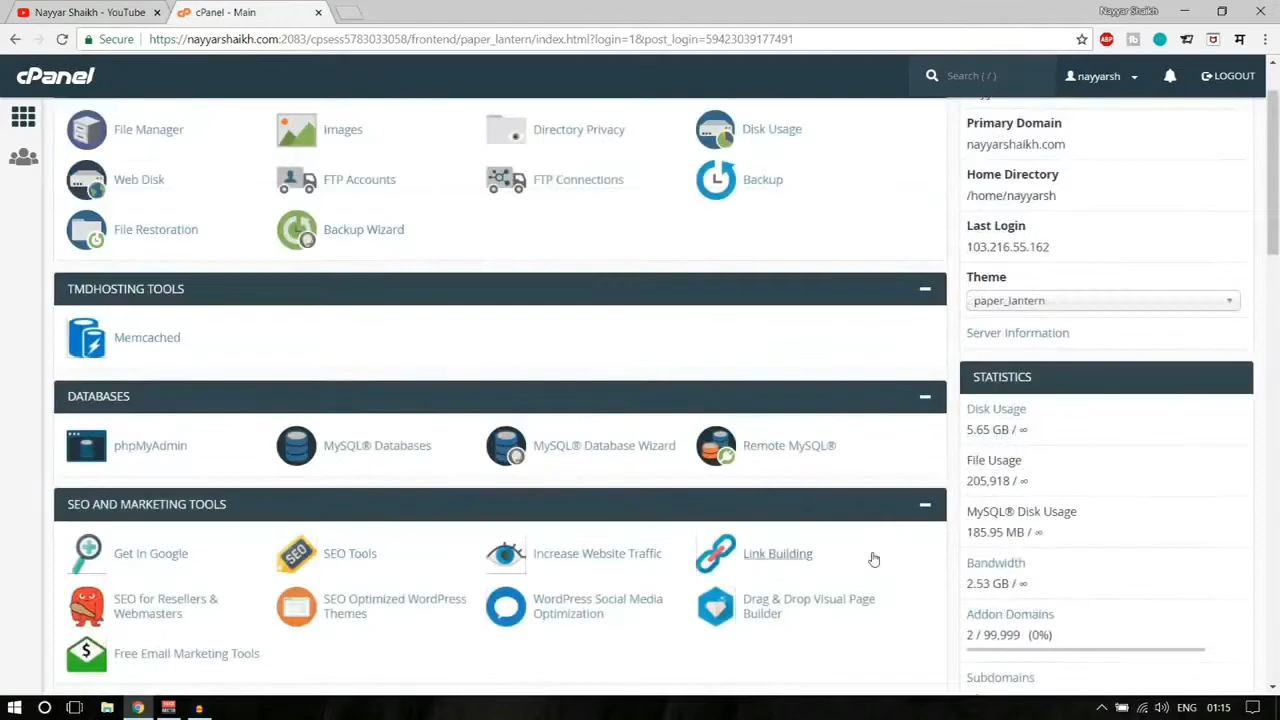 Nayyar Shaikh - YouTube
cPanel - Main
Nayyar Shaikh
Secure
https://nayyarshaikh.com:2083/cpsess5783033058/frontend/paper_lantern/index.html?login=1&post_login=59423039177491
ABP
cPanel
Search ( / )
nayyarsh
LOGOUT
File Manager
Images
Directory Privacy
Disk Usage
Web Disk
FTP Accounts
FTP Connections
Backup
File Restoration
Backup Wizard
TMDHOSTING TOOLS
Memcached
DATABASES
phpMyAdmin
MySQL® Databases
MySQL® Database Wizard
Remote MySQL®
SEO AND MARKETING TOOLS
Get In Google
SEO
SEO Tools
Increase Website Traffic
Link Building
SEO for Resellers &
Webmasters
SEO Optimized WordPress
Themes
WordPress Social Media
Optimization
Drag & Drop Visual Page
Builder
$
Free Email Marketing Tools
Primary Domain
nayyarshaikh.com
Home Directory
/home/nayyarsh
Last Login
103.216.55.162
Theme
paper_lantern
Server Information
STATISTICS
Disk Usage
5.65 GB / ∞
File Usage
205,918 / ∞
MySQL® Disk Usage
185.95 MB / ∞
Bandwidth
2.53 GB / ∞
Addon Domains
2 / 99,999 (0%)
Subdomains
ENG
01:15